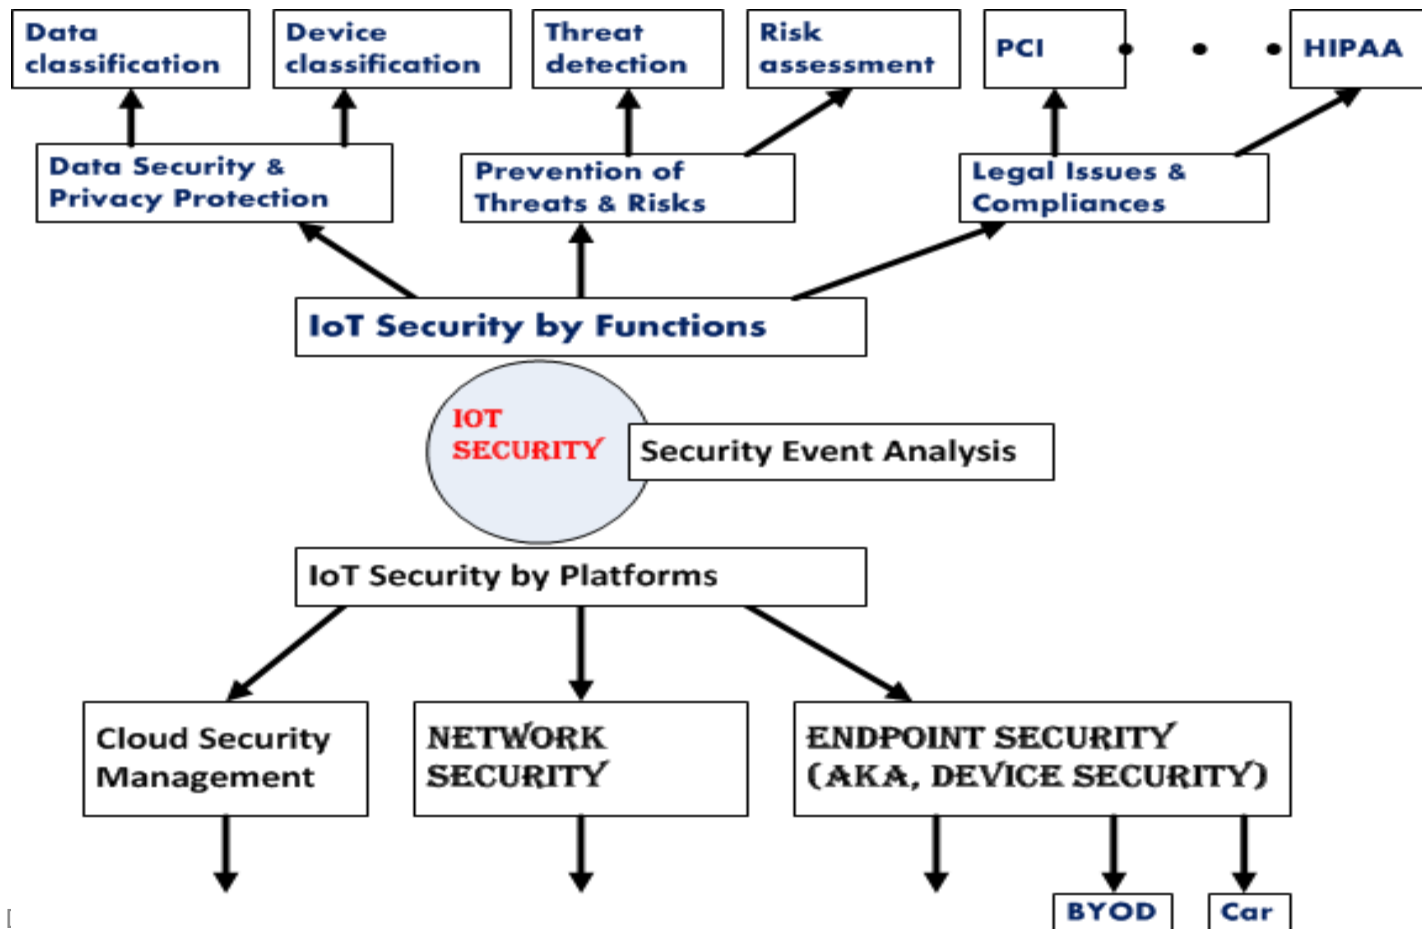 Data
classification
Device
classification
Threat
detection
Risk
assessment
PCI
HIPAA
Data Security &
Privacy Protection
Prevention of
Threats & Risks
Legal Issues &
Compliances
IoT Security by Functions
IOT
SECURITY
Security Event Analysis
IoT Security by Platforms
Cloud Security
Management
NETWORK
SECURITY
ENDPOINT SECURITY
(AKA, DEVICE SECURITY)
BYOD
Car